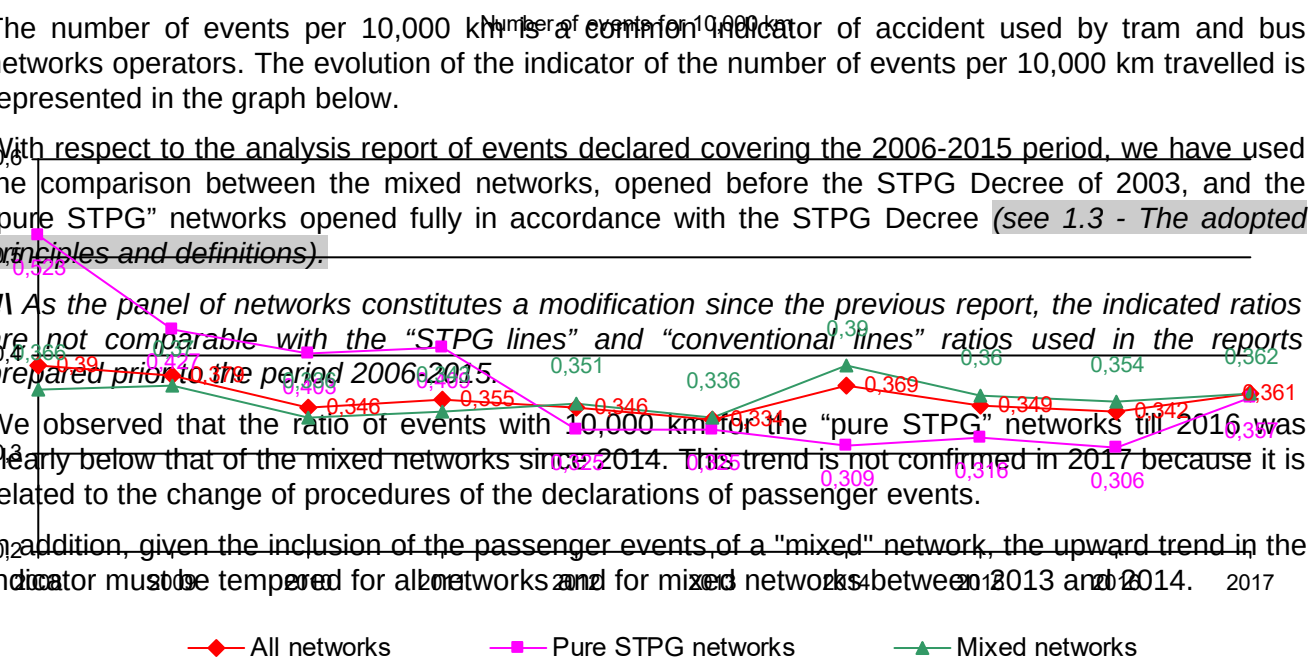 Number of events for 10,000 km
The number of events per 10,000 km is a common indicator of accident used by tram and bus
networks operators. The evolution of the indicator of the number of events per 10,000 km travelled is
represented in the graph below.
With respect to the analysis report of events declared covering the 2006-2015 period, we have used
the comparison between the mixed networks, opened before the STPG Decree of 2003, and the
"pure STPG” networks opened fully in accordance with the STPG Decree (see 1.3 - The adopted
principles and definitions).
As the panel of networks constitutes a modification since the previous report, the indicated ratios
are not comparable with the “STPG lines” and “conventional lines” ratios used in the reports
prepared prior to the period 2006-2015.
We observed that the ratio of events with 10,000 km for the “pure STPG” networks till 2016 was
clearly below that of the mixed networks since 2014. This trend is not confirmed in 2017 because it is
related to the change of procedures of the declarations of passenger events.
In addition, given the inclusion of the passenger events of a "mixed" network, the upward trend in the
indicator must be tempered for all networks and for mixed networks between 2013 and 2014.
0,6
0,5
0,4
0,3
0,2
0,523
0,427
0,403
0,325
0,325
0,309
0,316
0,306
0,357
0,366
0,37
0,351
0,336
0,39
0,36
0,354
0,362
0,39
0,379
0,346
0,355
0,346
0,334
0,369
0,349
0,342
0,361
2008
2009
2010
2011
2012
2013
2014
2015
2016
2017
All networks
Pure STPG networks
Mixed networks